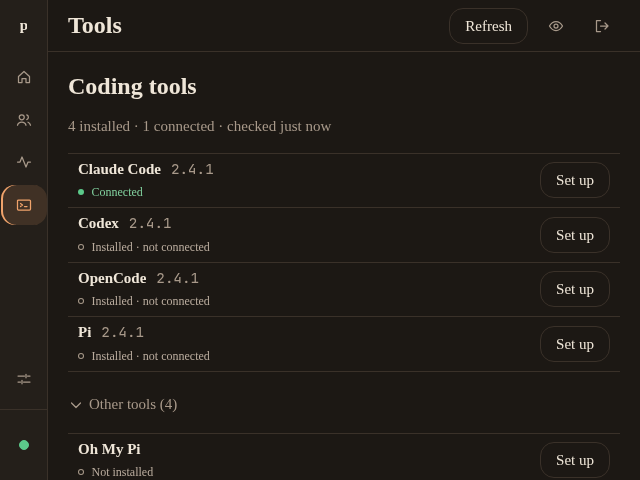 p
Tools
Refresh
Coding tools
4 installed · 1 connected · checked just now
Claude Code 2.4.1
Connected
Set up
Codex 2.4.1
Installed · not connected
Set up
OpenCode 2.4.1
Installed · not connected
Set up
Pi 2.4.1
Installed · not connected
Set up
Other tools (4)
Oh My Pi
Not installed
Set up